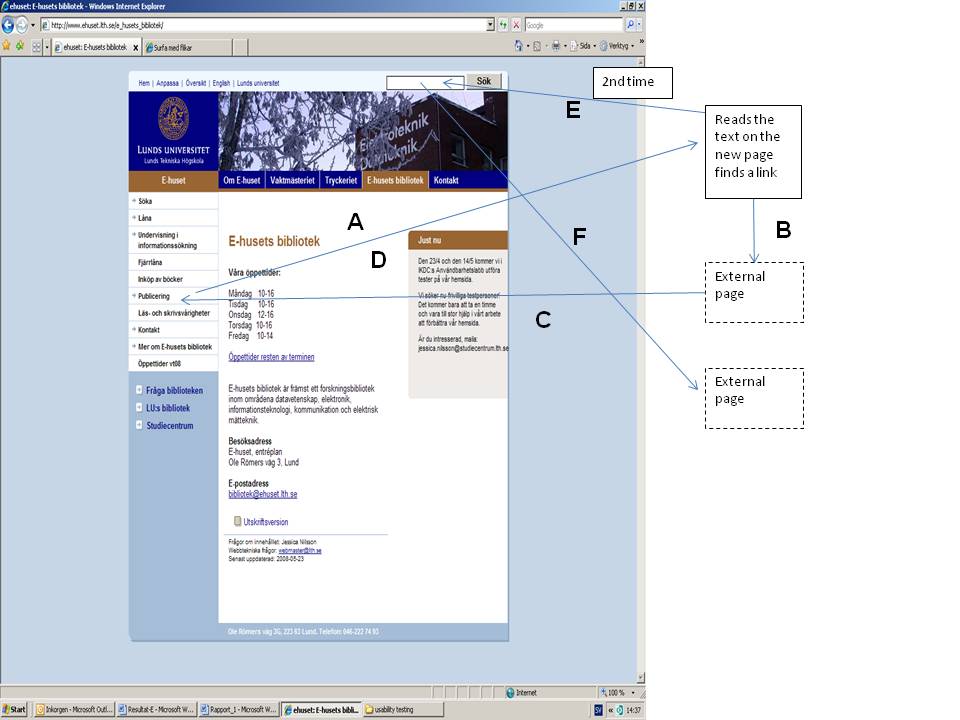 ehuset: E-husets bibliotek - Windows Internet Explorer
http://www.ehuset.lth.se/e_husets_bibliotek/
Google
ehuset: E-husets bibliotek
Surfa med flikar
Sida
Verktyg
Hem | Anpassa | Översikt | English | Lunds universitet
Sök
2nd time
E
Reads the
text on the
new page
finds a link
LUNDS UNIVERSITET
Lunds Tekniska Högskola
Elektroteknik
Datateknik
E-huset
Om E-huset
Vaktmästeriet
Tryckeriet
E-husets bibliotek
Kontakt
Söka
Låna
Undervisning i
informationssökning
Fjärrlåna
Inköp av böcker
Publicering
Läs- och skrivsvårigheter
Kontakt
Mer om E-husets bibliotek
Öppettider vt08
Fråga biblioteken
LU:s bibliotek
Studiecentrum
A
D
F
B
C
E-husets bibliotek
Våra öppettider:
Måndag 10-16
Tisdag 10-16
Onsdag 12-16
Torsdag 10-16
Fredag 10-14
Öppettider resten av terminen
E-husets bibliotek är främst ett forskningsbibliotek
inom områdena datavetenskap, elektronik,
informationsteknologi, kommunikation och elektrisk
mätteknik.
Besöksadress
E-huset, entréplan
Ole Römers väg 3, Lund
E-postadress
bibliotek@ehuset.lth.se
Utskriftsversion
Frågor om innehållet: Jessica Nilsson
Webbtekniska frågor: webmaster@lth.se
Senast uppdaterad: 2008-05-23
Just nu
Den 23/4 och den 14/5 kommer vi i
IKDC:s Användbarhetslabb utföra
tester på vår hemsida.
Vi söker nu frivilliga testpersoner!
Det kommer bara att ta en timme
och vara till stor hjälp i vårt arbete
att förbättra vår hemsida.
Är du intresserad, maila:
jessica.nilsson@studiecentrum.lth.se
External
page
External
page
Ole Römers väg 3G, 223 63 Lund. Telefon: 046-222 74 93
Internet
100 %
Start
Inkorgen - Microsoft Outl...
Resultat-E - Microsoft W...
Rapport_1 - Microsoft W...
ehuset: E-husets bibli...
usability testing
SV
14:37